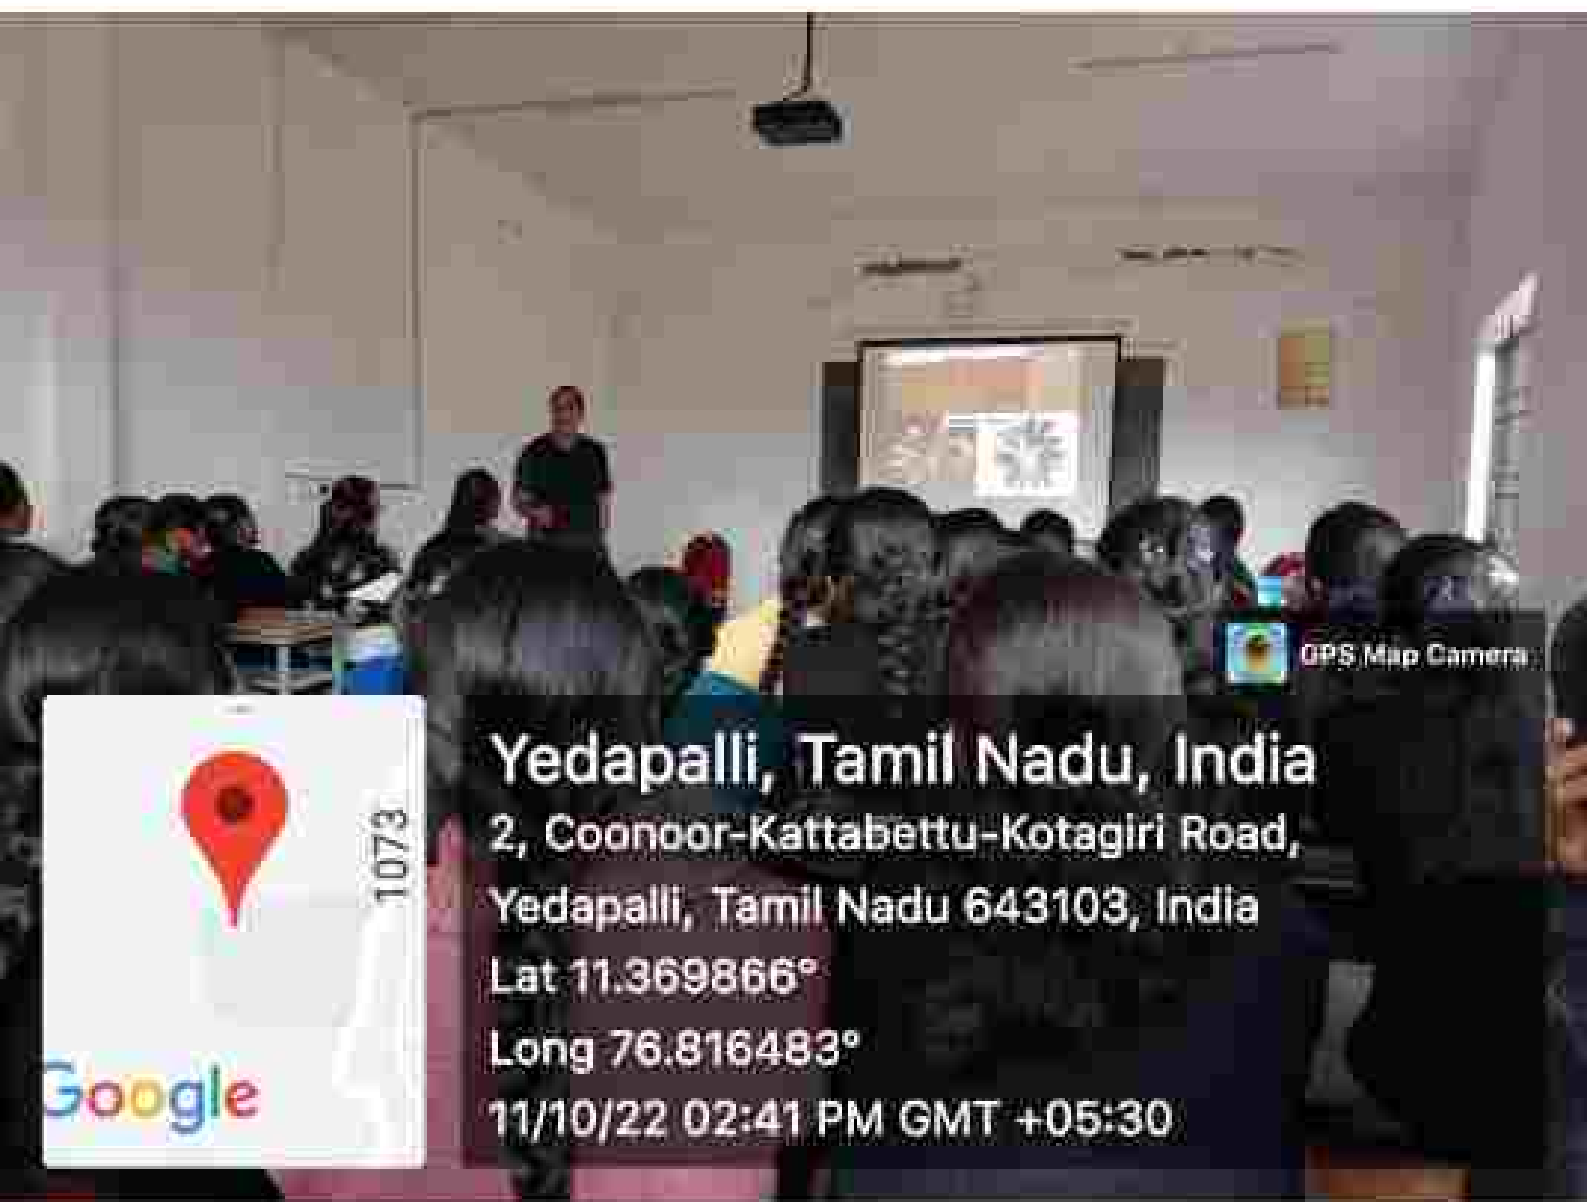 GPS Map Camera
Yedapalli, Tamil Nadu, India
2, Coonoor-Kattabettu-Kotagiri Road,
Yedapalli, Tamil Nadu 643103, India
Lat 11.369866°
Long 76.816483°
11/10/22 02:41 PM GMT +05:30
1073
Google